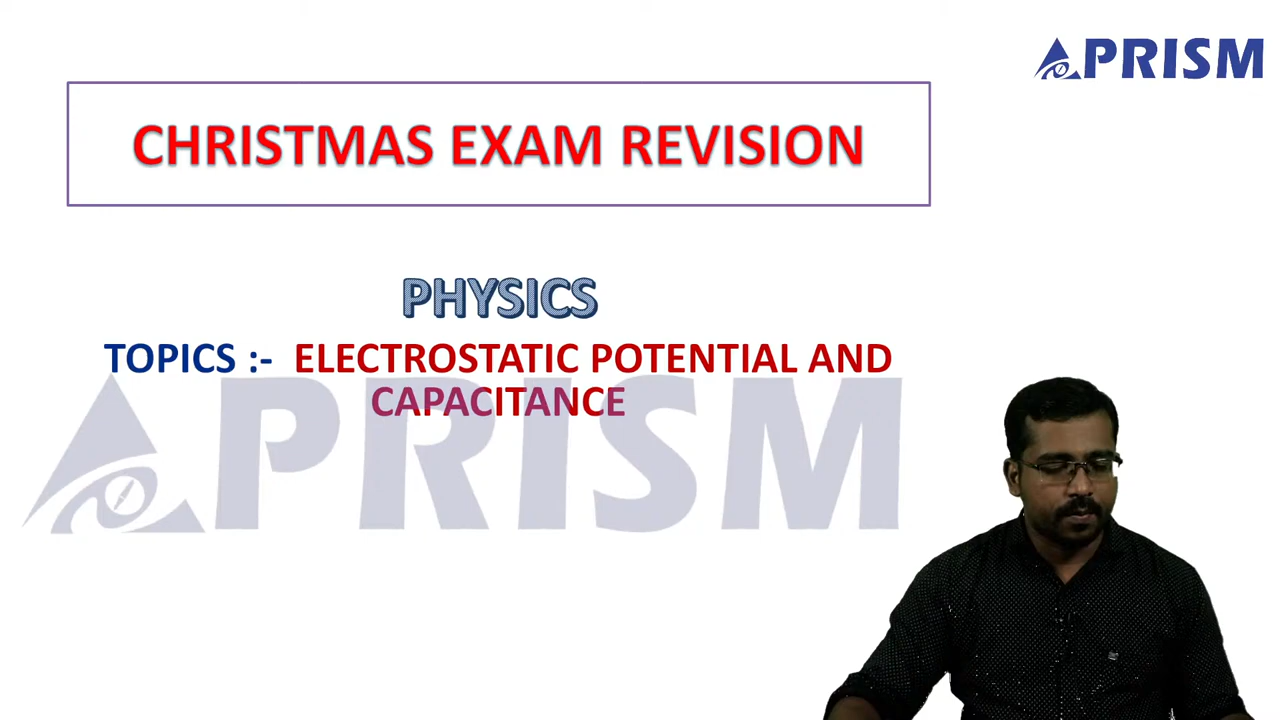 PRISM
CHRISTMAS EXAM REVISION
PHYSICS
TOPICS :- ELECTROSTATIC POTENTIAL AND
CAPACITANCE
PRISM